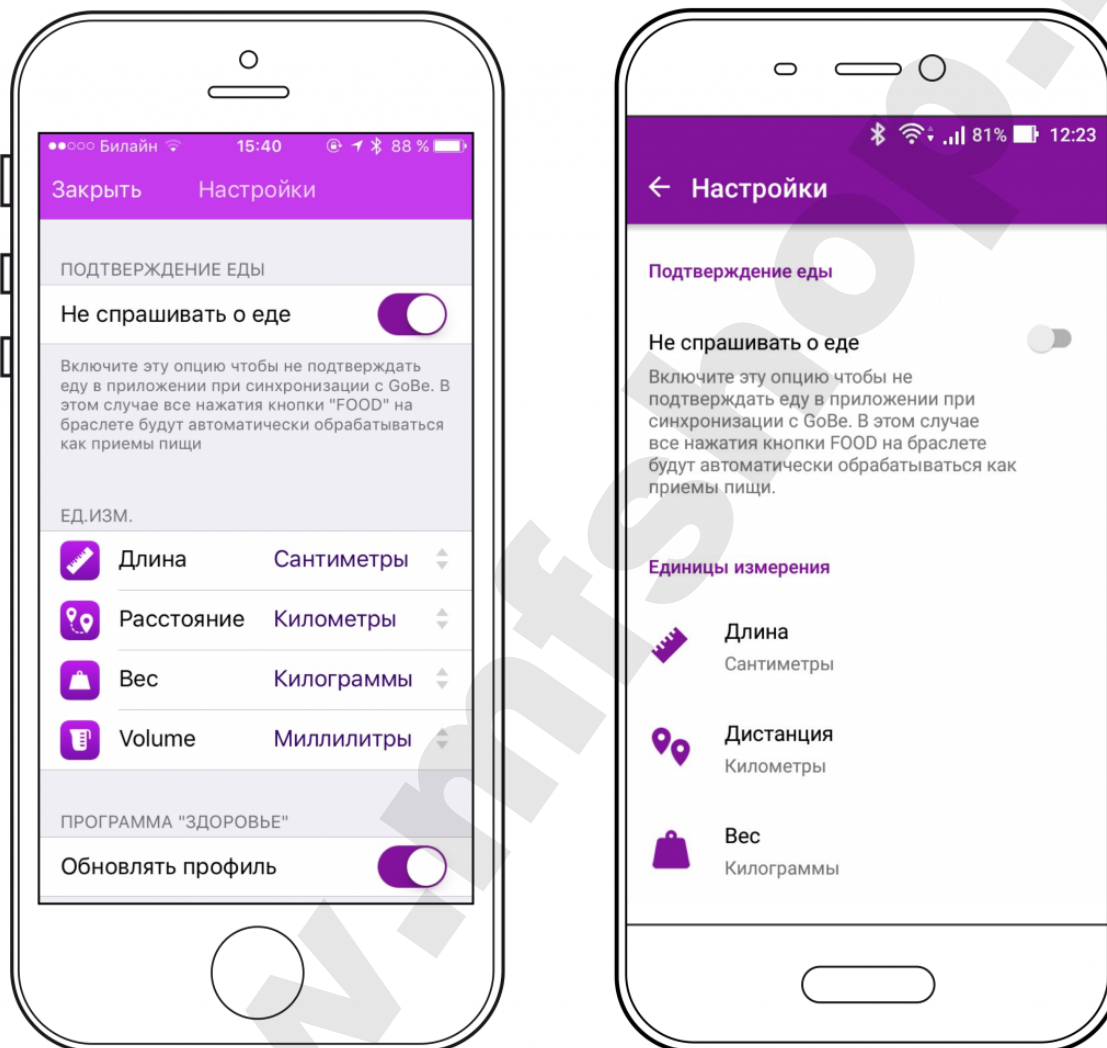 Билайн 15:40 88 %
Закрыть Настройки
ПОДТВЕРЖДЕНИЕ ЕДЫ
Не спрашивать о еде
Включите эту опцию чтобы не подтверждать
еду в приложении при синхронизации с GoBe. В
этом случае все нажатия кнопки "FOOD" на
браслете будут автоматически обрабатываться
как приемы пищи
ЕД.ИЗМ.
Длина Сантиметры
Расстояние Километры
Вес Килограммы
Volume Миллилитры
ПРОГРАММА "ЗДОРОВЬЕ"
Обновлять профиль
81% 12:23
Настройки
Подтверждение еды
Не спрашивать о еде
Включите эту опцию чтобы не
подтверждать еду в приложении при
синхронизации с GoBe. В этом случае
все нажатия кнопки FOOD на браслете
будут автоматически обрабатываться как
приемы пищи.
Единицы измерения
Длина
Сантиметры
Дистанция
Километры
Вес
Килограммы
w.mfshop.